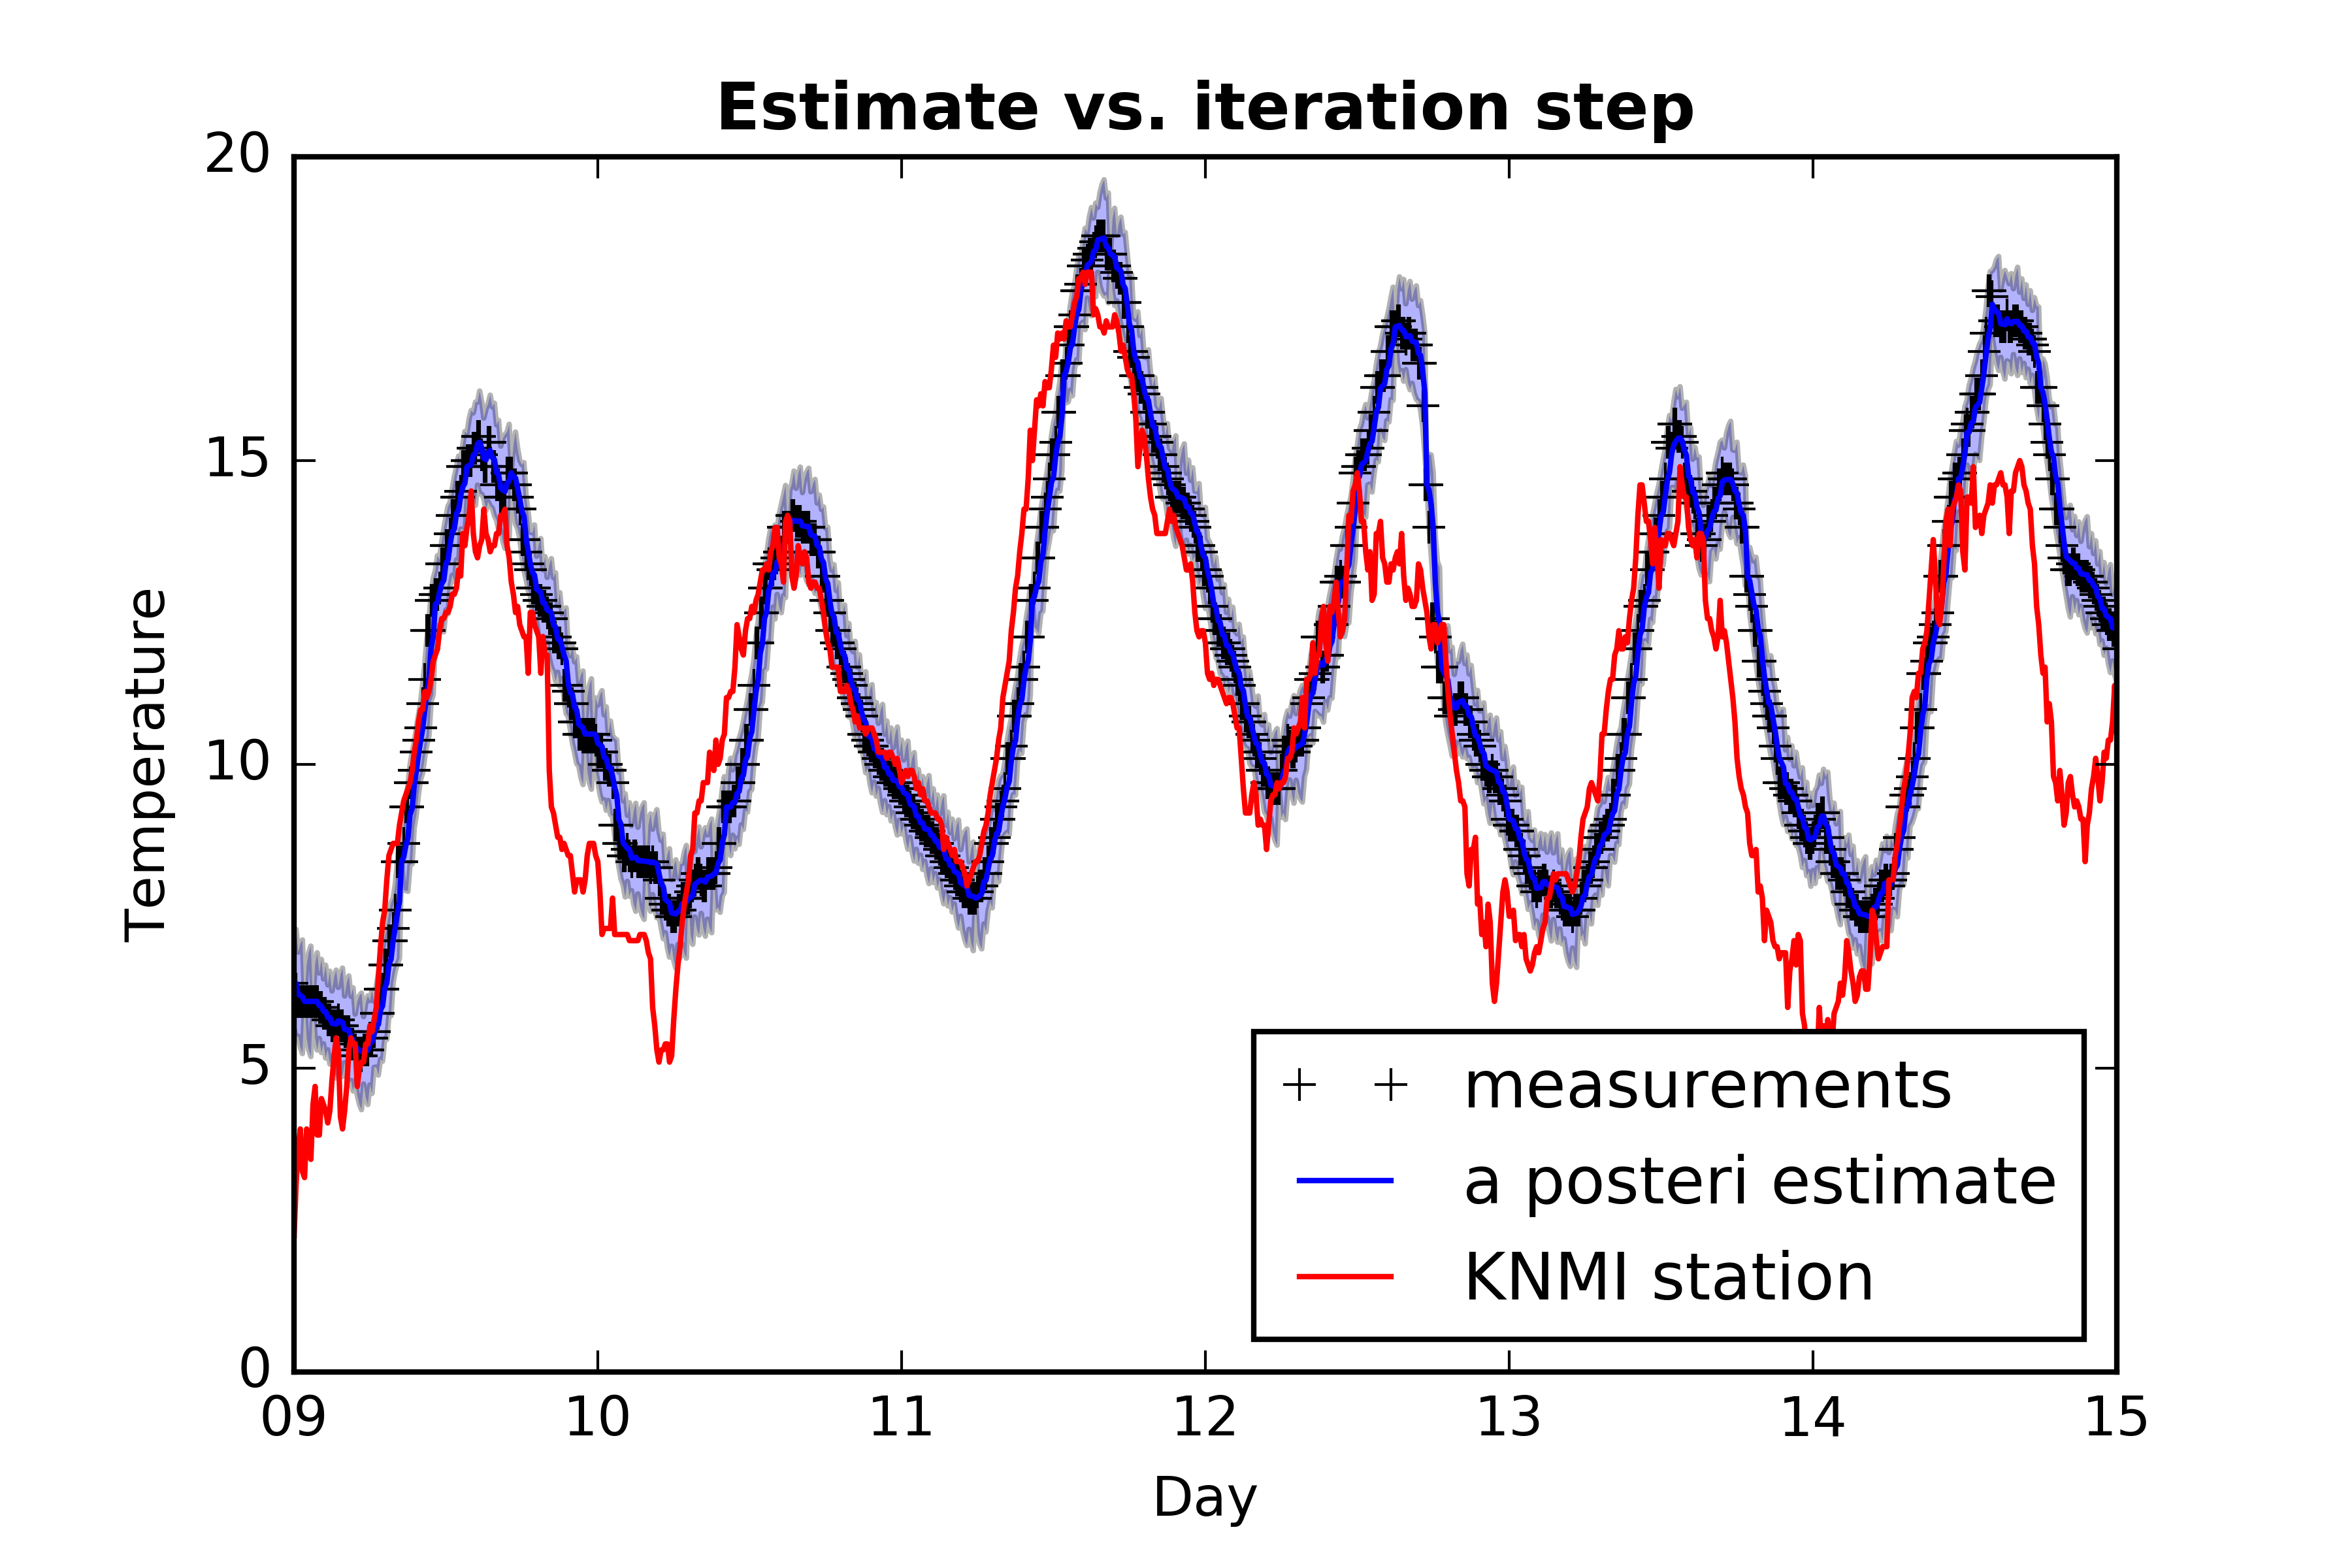 Estimate vs. iteration step
20
15
10
5
0
Temperature
09 10 11 12 13 14 15
Day
measurements
a posteri estimate
KNMI station